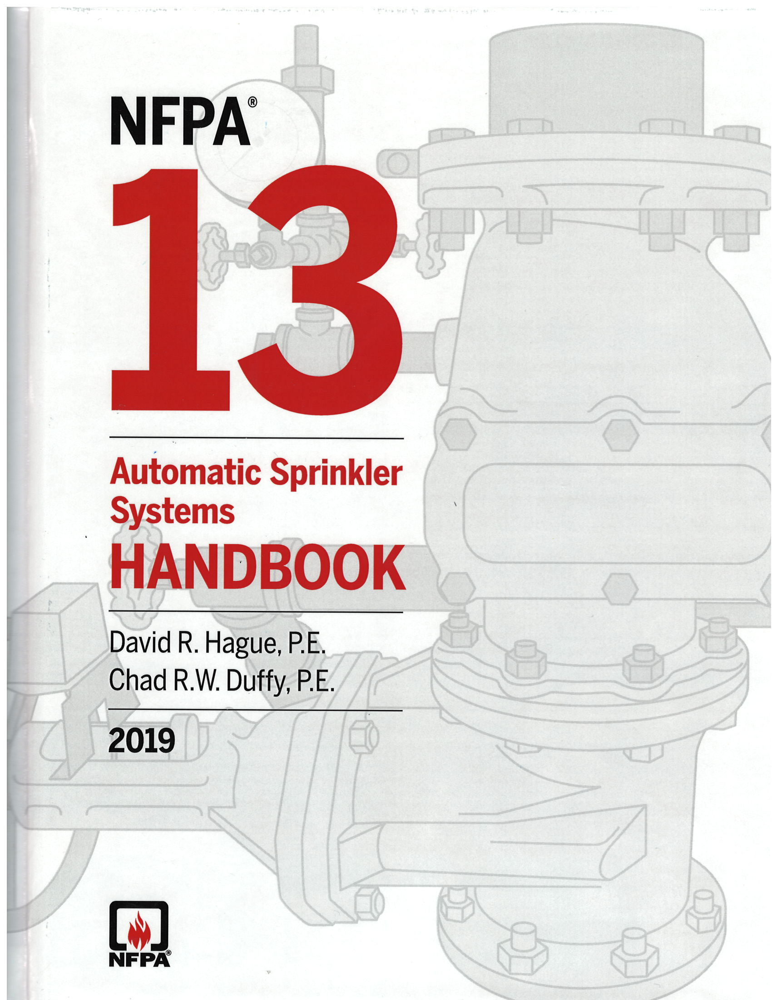 NFPA®
13
Automatic Sprinkler
Systems
HANDBOOK
David R. Hague, P.E.
Chad R.W. Duffy, P.E.
2019
NFPA®